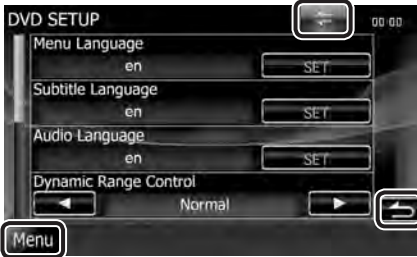 DVD SETUP 00:00
Menu Language
en SET
Subtitle Language
en SET
Audio Language
en SET
Dynamic Range Control
Normal
Menu